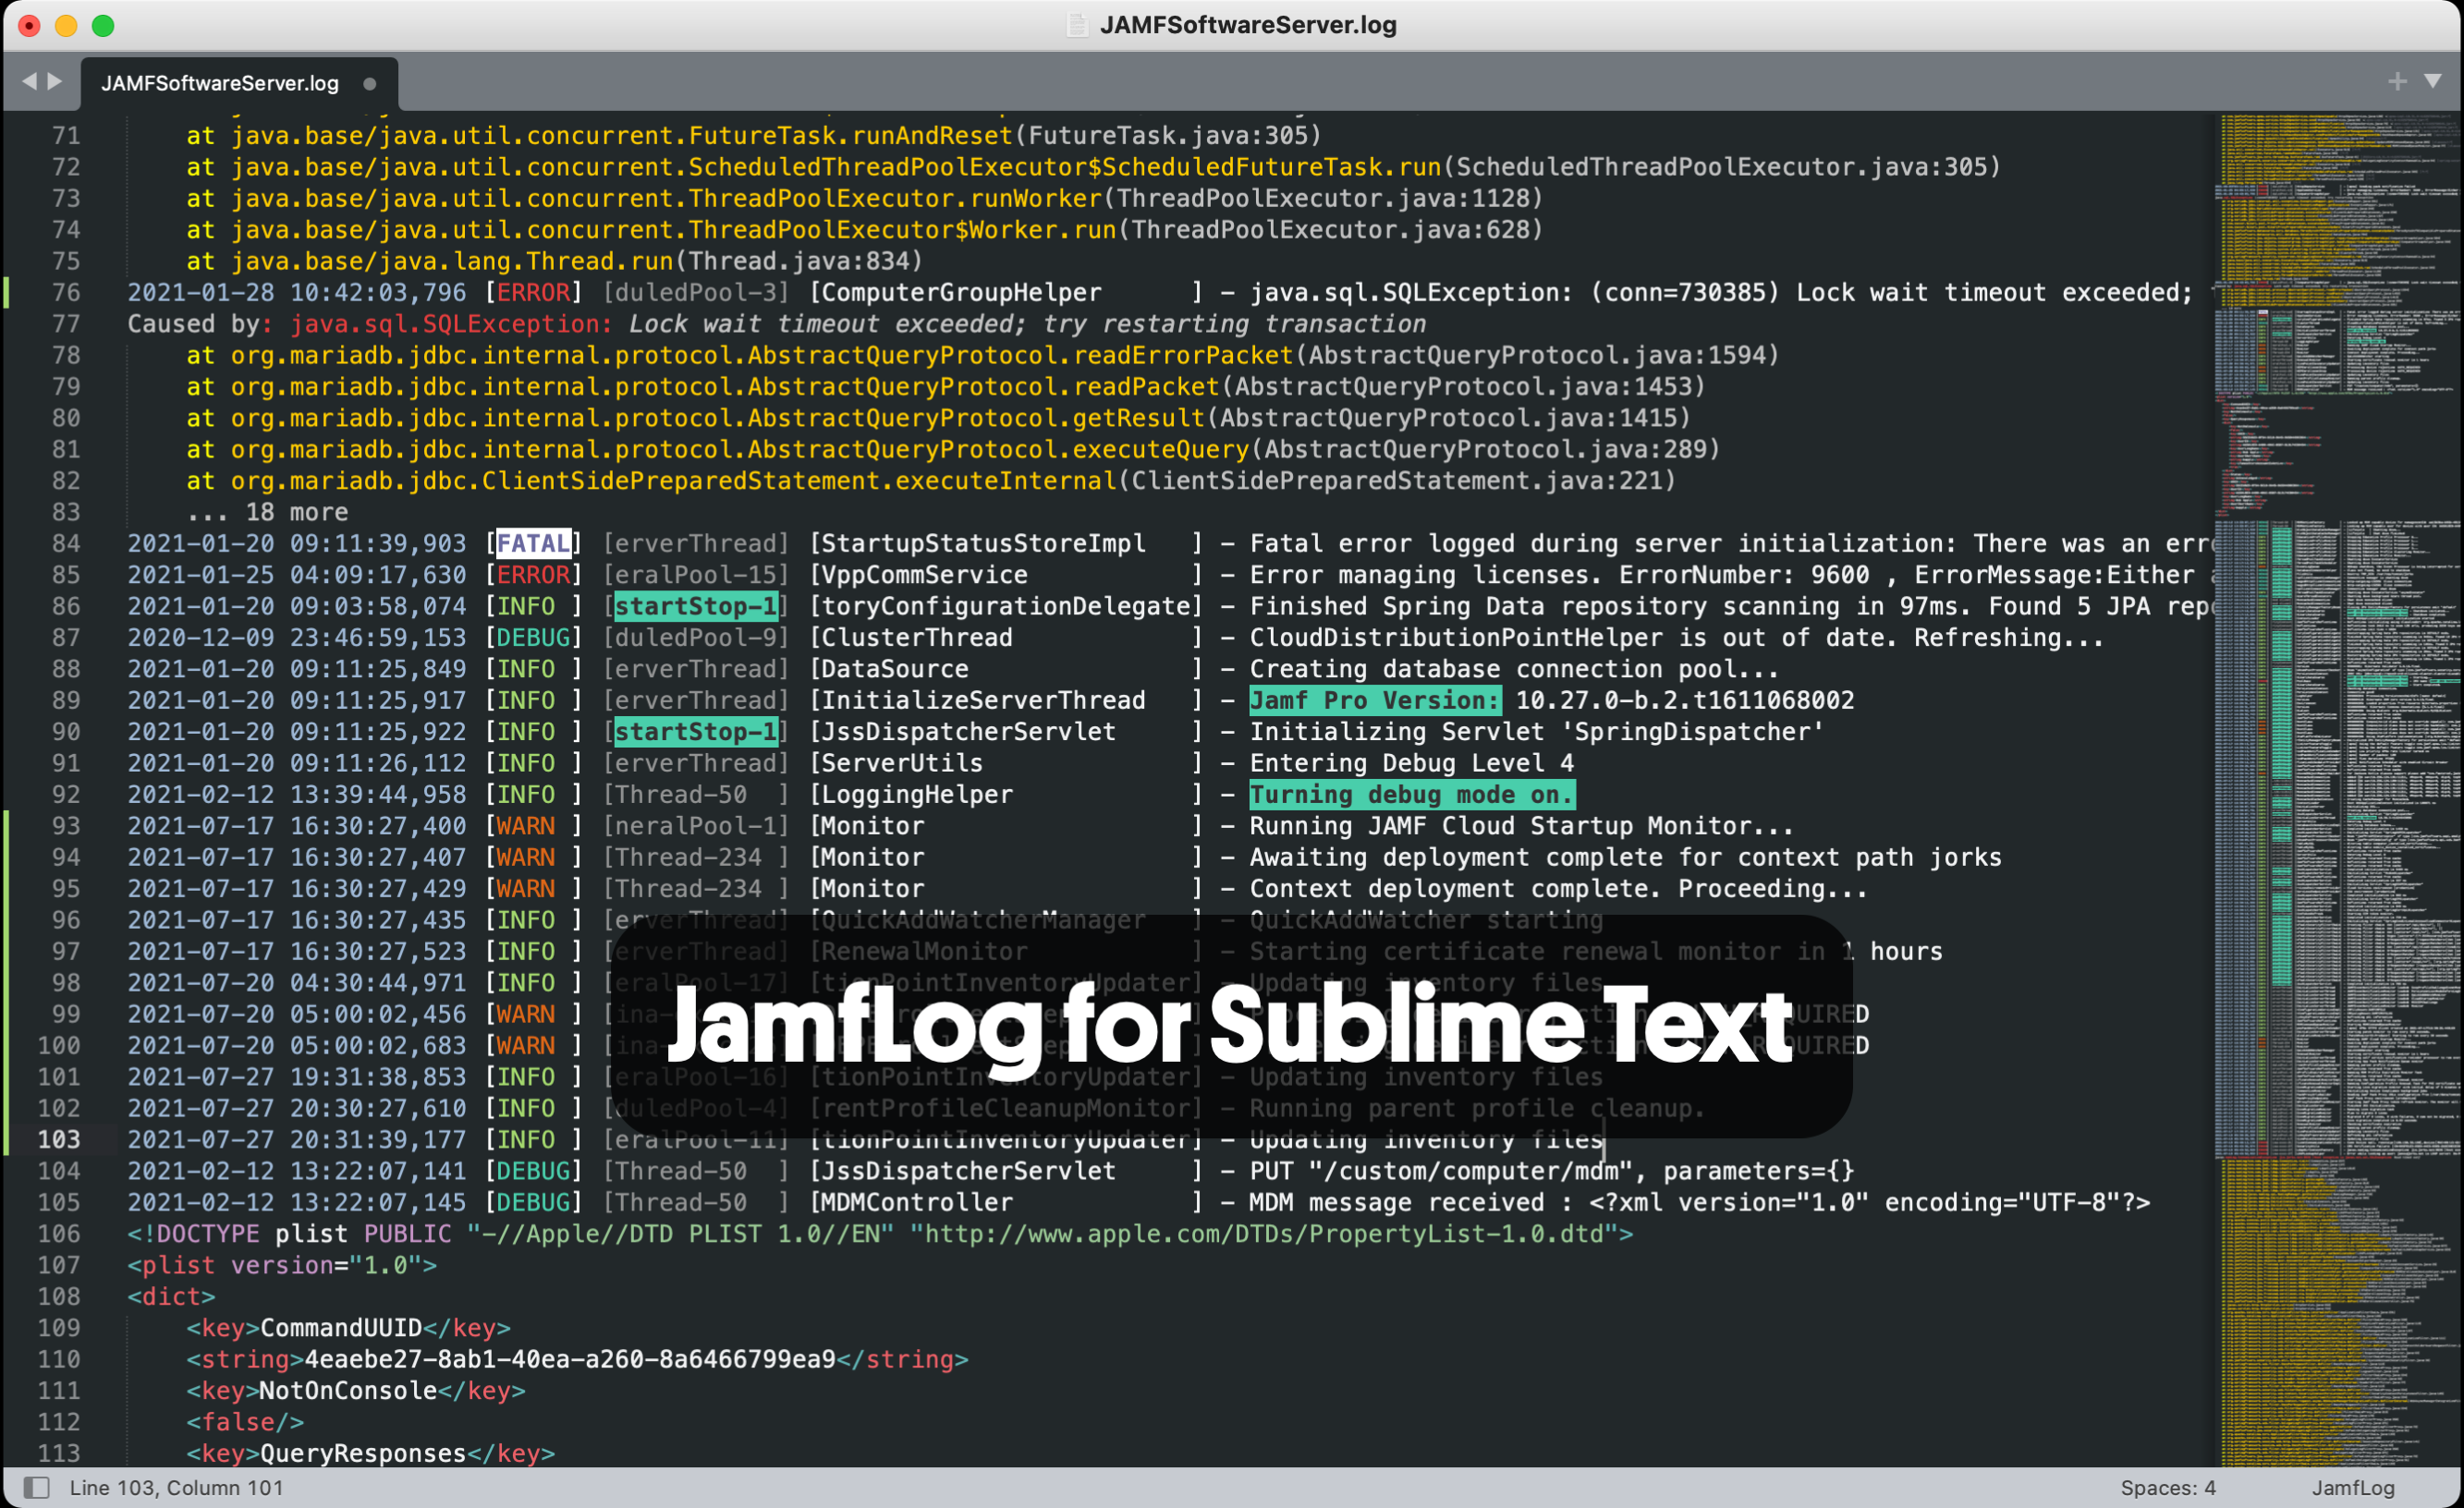 JAMFSoftwareServer.log
JAMFSoftwareServer.log
71 at java.base/java.util.concurrent.FutureTask.runAndReset(FutureTask.java:305)
72 at java.base/java.util.concurrent.ScheduledThreadPoolExecutor$ScheduledFutureTask.run(ScheduledThreadPoolExecutor.java:305)
73 at java.base/java.util.concurrent.ThreadPoolExecutor.runWorker(ThreadPoolExecutor.java:1128)
74 at java.base/java.util.concurrent.ThreadPoolExecutor$Worker.run(ThreadPoolExecutor.java:628)
75 at java.base/java.lang.Thread.run(Thread.java:834)
76 2021-01-28 10:42:03,796 [ERROR] [duledPool-3] [ComputerGroupHelper ] - java.sql.SQLException: (conn=730385) Lock wait timeout exceeded;
77 Caused by: java.sql.SQLException: Lock wait timeout exceeded; try restarting transaction
78 at org.mariadb.jdbc.internal.protocol.AbstractQueryProtocol.readErrorPacket(AbstractQueryProtocol.java:1594)
79 at org.mariadb.jdbc.internal.protocol.AbstractQueryProtocol.readPacket(AbstractQueryProtocol.java:1453)
80 at org.mariadb.jdbc.internal.protocol.AbstractQueryProtocol.getResult(AbstractQueryProtocol.java:1415)
81 at org.mariadb.jdbc.internal.protocol.AbstractQueryProtocol.executeQuery(AbstractQueryProtocol.java:289)
82 at org.mariadb.jdbc.ClientSidePreparedStatement.executeInternal(ClientSidePreparedStatement.java:221)
83 ... 18 more
84 2021-01-20 09:11:39,903 [FATAL] [erverThread] [StartupStatusStoreImpl ] - Fatal error logged during server initialization: There was an err
85 2021-01-25 04:09:17,630 [ERROR] [eralPool-15] [VppCommService ] - Error managing licenses. ErrorNumber: 9600 , ErrorMessage:Either
86 2021-01-20 09:03:58,074 [INFO ] [startStop-1] [toryConfigurationDelegate] - Finished Spring Data repository scanning in 97ms. Found 5 JPA rep
87 2020-12-09 23:46:59,153 [DEBUG] [duledPool-9] [ClusterThread ] - CloudDistributionPointHelper is out of date. Refreshing...
88 2021-01-20 09:11:25,849 [INFO ] [erverThread] [DataSource ] - Creating database connection pool...
89 2021-01-20 09:11:25,917 [INFO ] [erverThread] [InitializeServerThread ] - Jamf Pro Version: 10.27.0-b.2.t1611068002
90 2021-01-20 09:11:25,922 [INFO ] [startStop-1] [JssDispatcherServlet ] - Initializing Servlet 'SpringDispatcher'
91 2021-01-20 09:11:26,112 [INFO ] [erverThread] [ServerUtils ] - Entering Debug Level 4
92 2021-02-12 13:39:44,958 [INFO ] [Thread-50 ] [LoggingHelper ] - Turning debug mode on.
93 2021-07-17 16:30:27,400 [WARN ] [neralPool-1] [Monitor ] - Running JAMF Cloud Startup Monitor...
94 2021-07-17 16:30:27,407 [WARN ] [Thread-234 ] [Monitor ] - Awaiting deployment complete for context path jorks
95 2021-07-17 16:30:27,429 [WARN ] [Thread-234 ] [Monitor ] - Context deployment complete. Proceeding...
96 2021-07-17 16:30:27,435 [INFO ] [erverThread] [QuickAddWatcherManager ] - QuickAddWatcher starting
97 2021-07-17 16:30:27,523 [INFO ] [erverThread] [RenewalMonitor ] - Starting certificate renewal monitor in 1 hours
98 2021-07-20 04:30:44,971 [INFO ] [eralPool-17] [tionPointInventoryUpdater] - Updating inventory files
99 2021-07-20 05:00:02,456 [WARN ]
100 2021-07-20 05:00:02,683 [WARN ]
JamfLog for Sublime Text
101 2021-07-27 19:31:38,853 [INFO ] [eralPool-16] [tionPointInventoryUpdater] - Updating inventory files
102 2021-07-27 20:30:27,610 [INFO ] [duledPool-4] [rentProfileCleanupMonitor] - Running parent profile cleanup.
103 2021-07-27 20:31:39,177 [INFO ] [eralPool-11] [tionPointInventoryUpdater] - Updating inventory files
104 2021-02-12 13:22:07,141 [DEBUG] [Thread-50 ] [JssDispatcherServlet ] - PUT "/custom/computer/mdm", parameters={}
105 2021-02-12 13:22:07,145 [DEBUG] [Thread-50 ] [MDMController ] - MDM message received : <?xml version="1.0" encoding="UTF-8"?>
106 <!DOCTYPE plist PUBLIC "-//Apple//DTD PLIST 1.0//EN" "http://www.apple.com/DTDs/PropertyList-1.0.dtd">
107 <plist version="1.0">
108 <dict>
109 <key>CommandUUID</key>
110 <string>4eaebe27-8ab1-40ea-a260-8a6466799ea9</string>
111 <key>NotOnConsole</key>
112 <false/>
113 <key>QueryResponses</key>
Line 103, Column 101
Spaces: 4
JamfLog